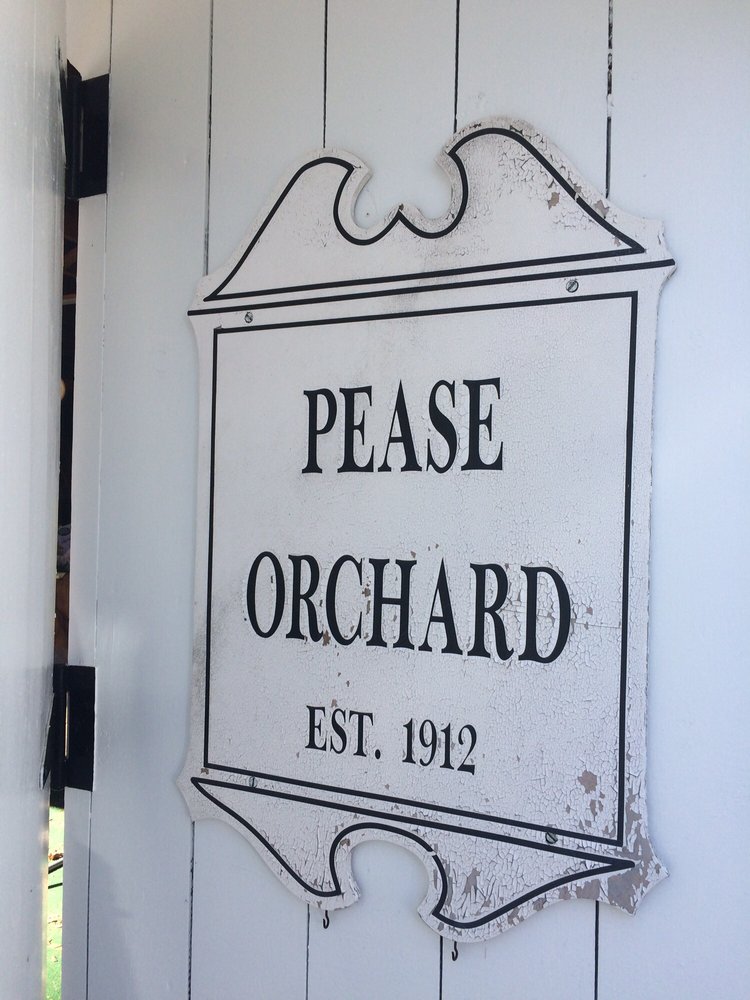 PEASE
ORCHARD
EST. 1912